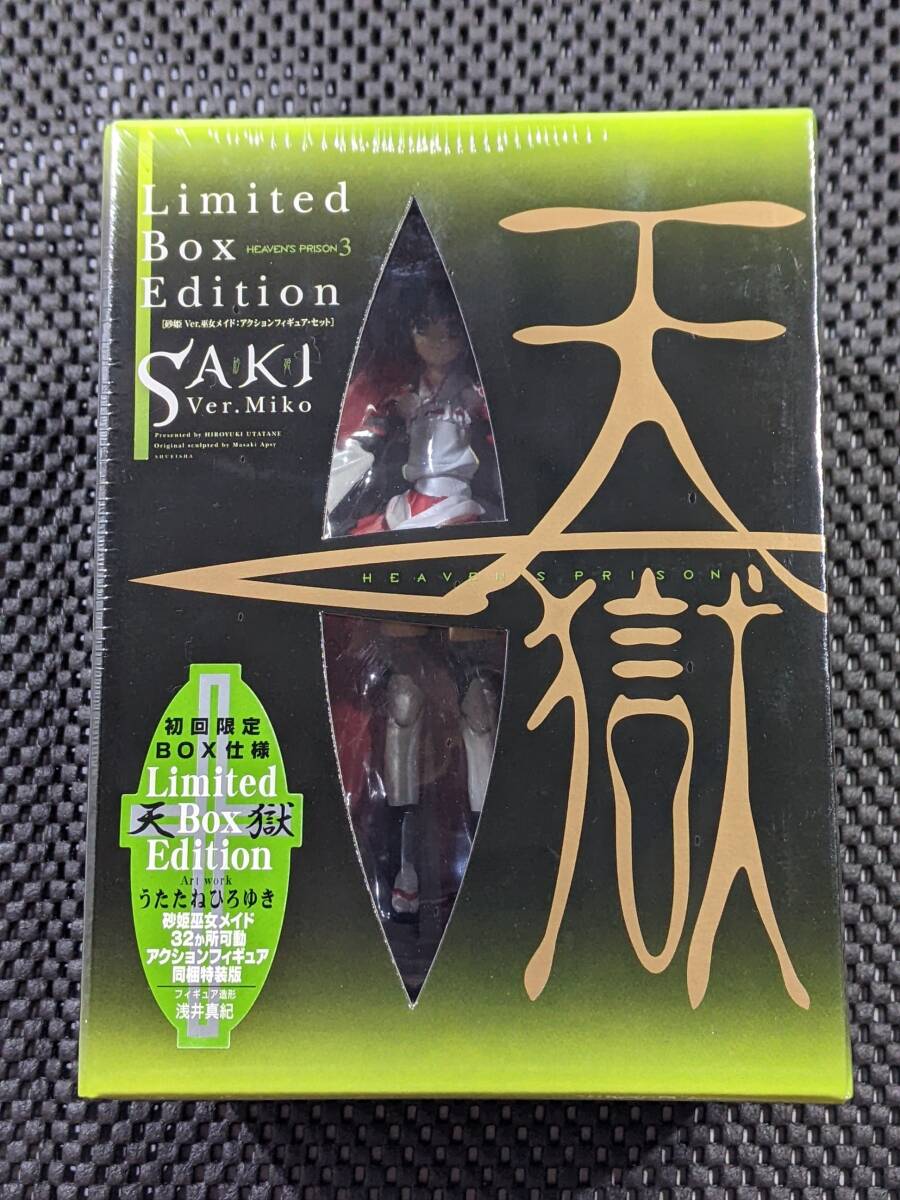 Limited
Box HEAVEN'S PRISON 3
Edition
[砂姫 Ver.巫女メイド:アクションフィギュア・セット]
SAKI
砂 姫
Ver.Miko
Presented by HIROYUKI UTATANE
Original sculpted by Masaki Apsy
SHUEISHA
天獄
HEAVEN'S PRISON
初回限定
BOX仕様
Limited
天Box獄
Edition
Art work
うたたねひろゆき
砂姫巫女メイド
32か所可動
アクションフィギュア
同梱特装版
フィギュア造形
浅井真紀